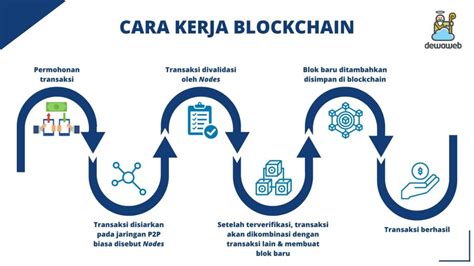 CARA KERJA BLOCKCHAIN
dewaweb
Permohonan
transaksi
Transaksi disiarkan
pada jaringan P2P
biasa disebut Nodes
Transaksi divalidasi
oleh Nodes
Setelah terverifikasi, transaksi
akan dikombinasi dengan
transaksi lain & membuat
blok baru
Blok baru ditambahkan
disimpan di blockchain
Transaksi berhasil